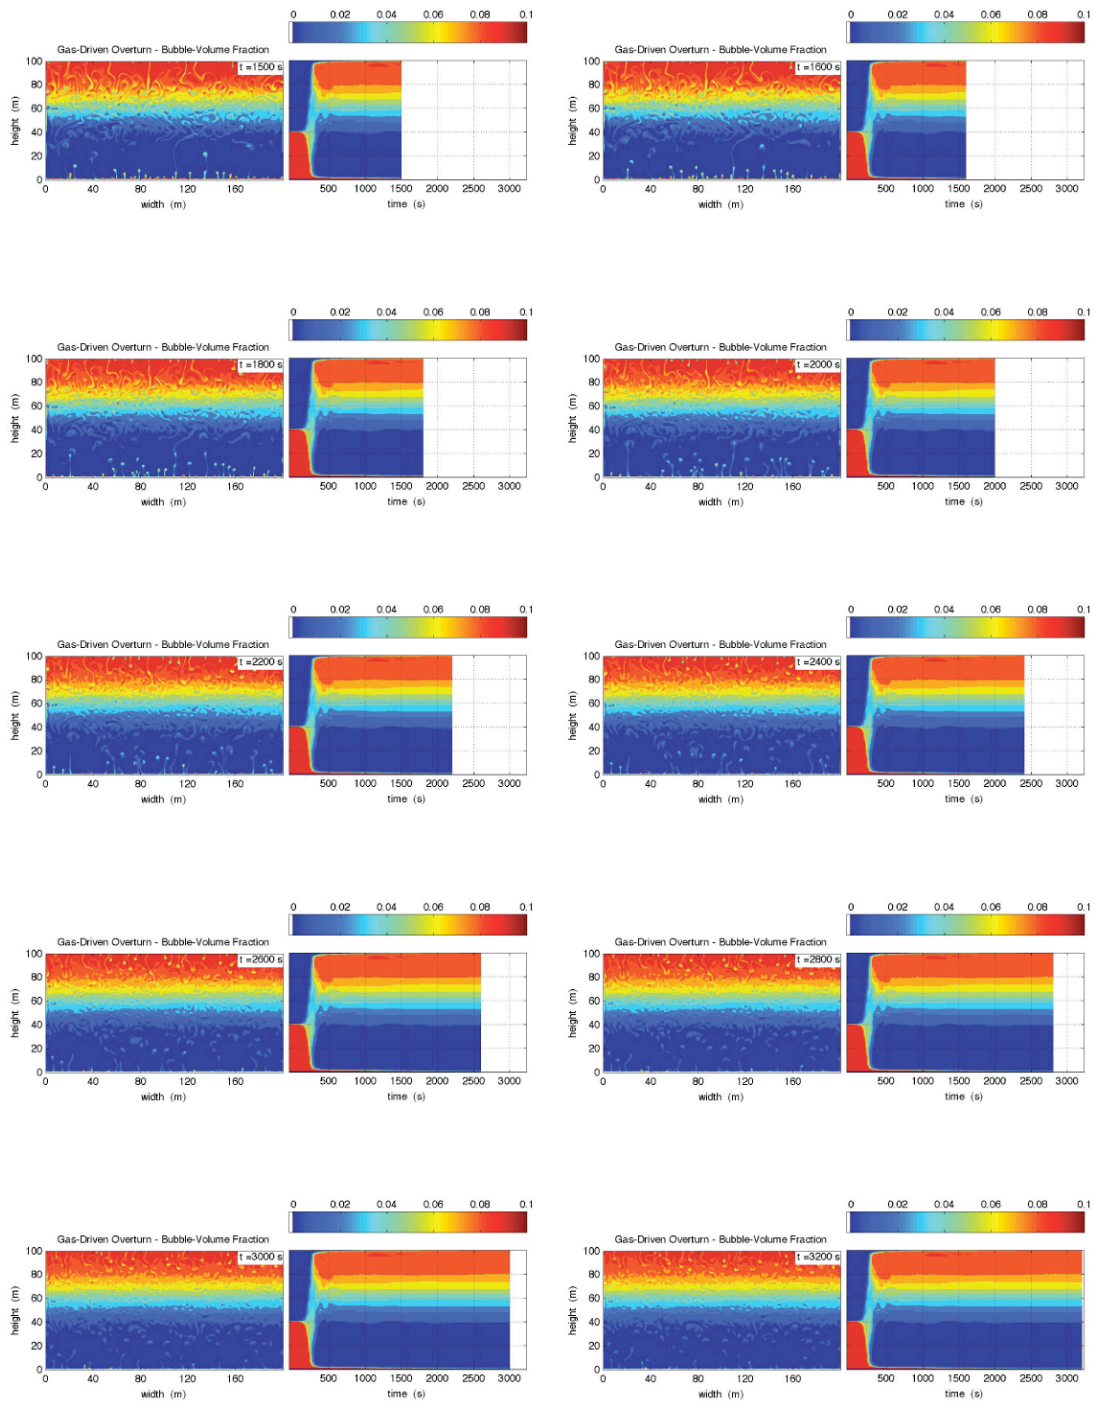 0 0.02 0.04 0.06 0.08 0.1
Gas-Driven Overturn - Bubble-Volume Fraction
t =1500 s
100
80
60
40
20
0
height (m)
0 40 80 120 160
width (m)
500 1000 1500 2000 2500 3000
time (s)
0 0.02 0.04 0.06 0.08 0.1
Gas-Driven Overturn - Bubble-Volume Fraction
t =1600 s
100
80
60
40
20
0
height (m)
0 40 80 120 160
width (m)
500 1000 1500 2000 2500 3000
time (s)
0 0.02 0.04 0.06 0.08 0.1
Gas-Driven Overturn - Bubble-Volume Fraction
t =1800 s
100
80
60
40
20
0
height (m)
0 40 80 120 160
width (m)
500 1000 1500 2000 2500 3000
time (s)
0 0.02 0.04 0.06 0.08 0.1
Gas-Driven Overturn - Bubble-Volume Fraction
t =2000 s
100
80
60
40
20
0
height (m)
0 40 80 120 160
width (m)
500 1000 1500 2000 2500 3000
time (s)
0 0.02 0.04 0.06 0.08 0.1
Gas-Driven Overturn - Bubble-Volume Fraction
t =2200 s
100
80
60
40
20
0
height (m)
0 40 80 120 160
width (m)
500 1000 1500 2000 2500 3000
time (s)
0 0.02 0.04 0.06 0.08 0.1
Gas-Driven Overturn - Bubble-Volume Fraction
t =2400 s
100
80
60
40
20
0
height (m)
0 40 80 120 160
width (m)
500 1000 1500 2000 2500 3000
time (s)
0 0.02 0.04 0.06 0.08 0.1
Gas-Driven Overturn - Bubble-Volume Fraction
t =2600 s
100
80
60
40
20
0
height (m)
0 40 80 120 160
width (m)
500 1000 1500 2000 2500 3000
time (s)
0 0.02 0.04 0.06 0.08 0.1
Gas-Driven Overturn - Bubble-Volume Fraction
t =2800 s
100
80
60
40
20
0
height (m)
0 40 80 120 160
width (m)
500 1000 1500 2000 2500 3000
time (s)
0 0.02 0.04 0.06 0.08 0.1
Gas-Driven Overturn - Bubble-Volume Fraction
t =3000 s
100
80
60
40
20
0
height (m)
0 40 80 120 160
width (m)
500 1000 1500 2000 2500 3000
time (s)
0 0.02 0.04 0.06 0.08 0.1
Gas-Driven Overturn - Bubble-Volume Fraction
t =3200 s
100
80
60
40
20
0
height (m)
0 40 80 120 160
width (m)
500 1000 1500 2000 2500 3000
time (s)